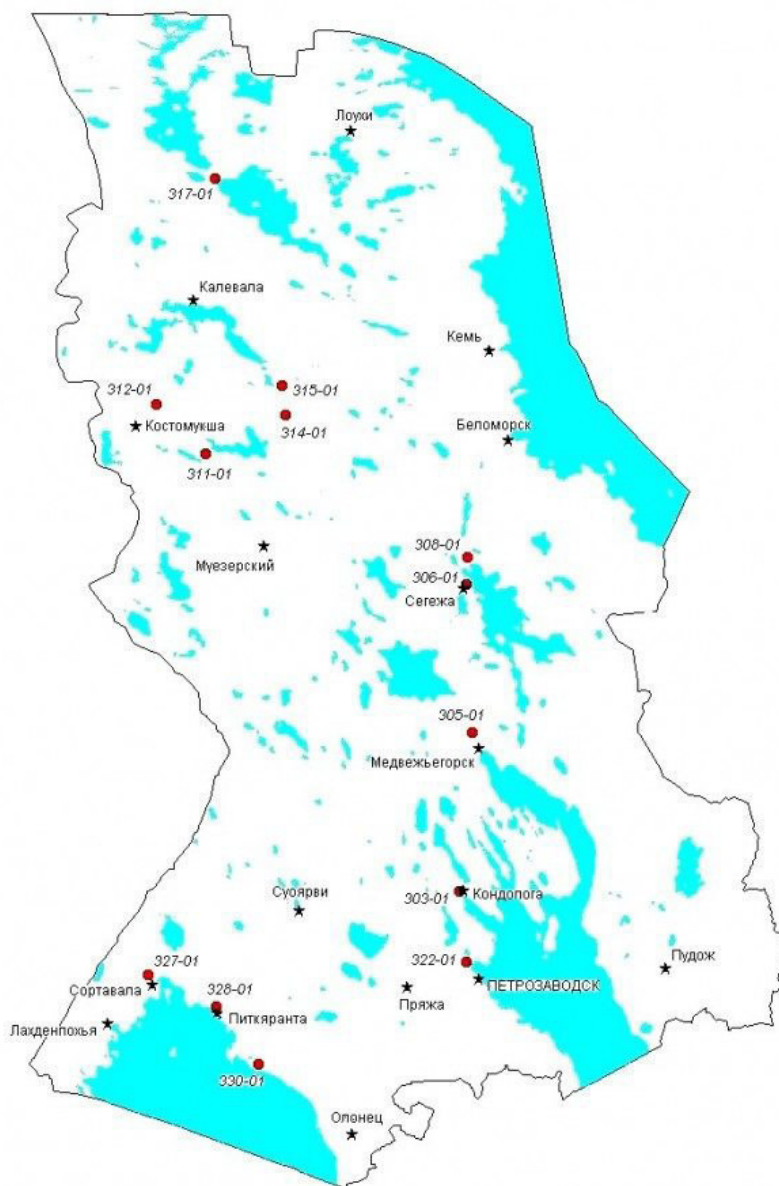 Лоухи
317-01
Калевала
Кемь
312-01
315-01
Костомукша
314-01
Беломорск
311-01
308-01
Муезерский
306-01
Сегежа
305-01
Медвежьегорск
Суоярви
303-01
Кондопога
327-01
322-01
Пудож
Сортавала
ПЕТРОЗАВОДСК
328-01
Пряжа
Питкяранта
Лахденпохья
330-01
Олонец